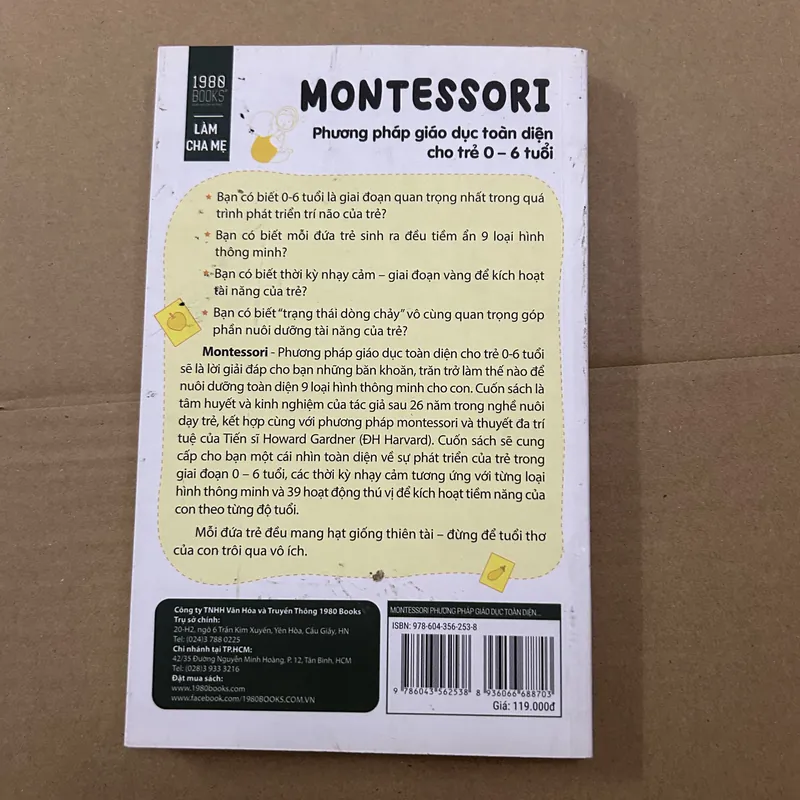 1980
BOOKS
LÀM
CHA MẸ
MONTESSORI
Phương pháp giáo dục toàn diện
cho trẻ 0 – 6 tuổi
Bạn có biết 0-6 tuổi là giai đoạn quan trọng nhất trong quá
trình phát triển trí não của trẻ?
Bạn có biết mỗi đứa trẻ sinh ra đều tiềm ẩn 9 loại hình
thông minh?
Bạn có biết thời kỳ nhạy cảm – giai đoạn vàng để kích hoạt
tài năng của trẻ?
Bạn có biết “trạng thái dòng chảy” vô cùng quan trọng góp
phần nuôi dưỡng tài năng của trẻ?
Montessori - Phương pháp giáo dục toàn diện cho trẻ 0-6 tuổi
sẽ là lời giải đáp cho bạn những băn khoăn, trăn trở làm thế nào để
nuôi dưỡng toàn diện 9 loại hình thông minh cho con. Cuốn sách là
tâm huyết và kinh nghiệm của tác giả sau 26 năm trong nghề nuôi
dạy trẻ, kết hợp cùng với phương pháp montessori và thuyết đa trí
tuệ của Tiến sĩ Howard Gardner (ĐH Harvard). Cuốn sách sẽ cung
cấp cho bạn một cái nhìn toàn diện về sự phát triển của trẻ trong
giai đoạn 0 – 6 tuổi, các thời kỳ nhạy cảm tương ứng với từng loại
hình thông minh và 39 hoạt động thú vị để kích hoạt tiềm năng của
con theo từng độ tuổi.
Mỗi đứa trẻ đều mang hạt giống thiên tài – đừng để tuổi thơ
của con trôi qua vô ích.
Công ty TNHH Văn Hóa và Truyền Thông 1980 Books
Trụ sở chính:
20-H2, ngõ 6 Trần Kim Xuyến, Yên Hòa, Cầu Giấy, HN
Tel: (024)3 788 0225
Chi nhánh tại TP.HCM:
42/35 Đường Nguyễn Minh Hoàng, P. 12, Tân Bình, HCM
Tel: (028)3 933 3216
Đặt mua sách:
www.1980books.com
www.facebook.com/1980BOOKS.COM.VN
MONTESSORI PHƯƠNG PHÁP GIÁO DỤC TOÀN DIỆN...
ISBN: 978-604-356-253-8
9 786043 562538 8 936066 688703
Giá: 119.000đ